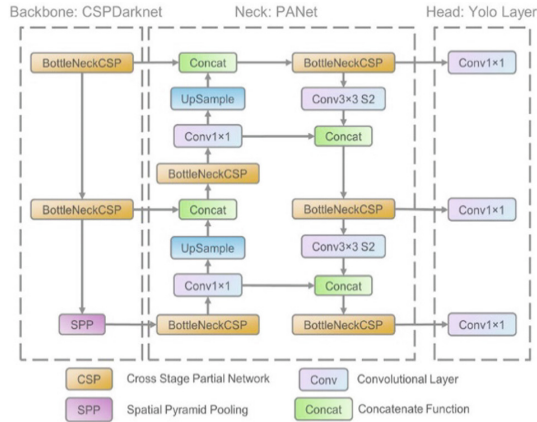 Backbone: CSPDarknet Neck: PANet Head: Yolo Layer
BottleNeckCSP Concat BottleNeckCSP Conv1×1
UpSample Conv3×3 S2
Conv1×1 Concat
BottleNeckCSP
BottleNeckCSP Concat BottleNeckCSP Conv1×1
UpSample Conv3×3 S2
Conv1×1 Concat
SPP BottleNeckCSP BottleNeckCSP Conv1×1
CSP Cross Stage Partial Network Conv Convolutional Layer
SPP Spatial Pyramid Pooling Concat Concatenate Function